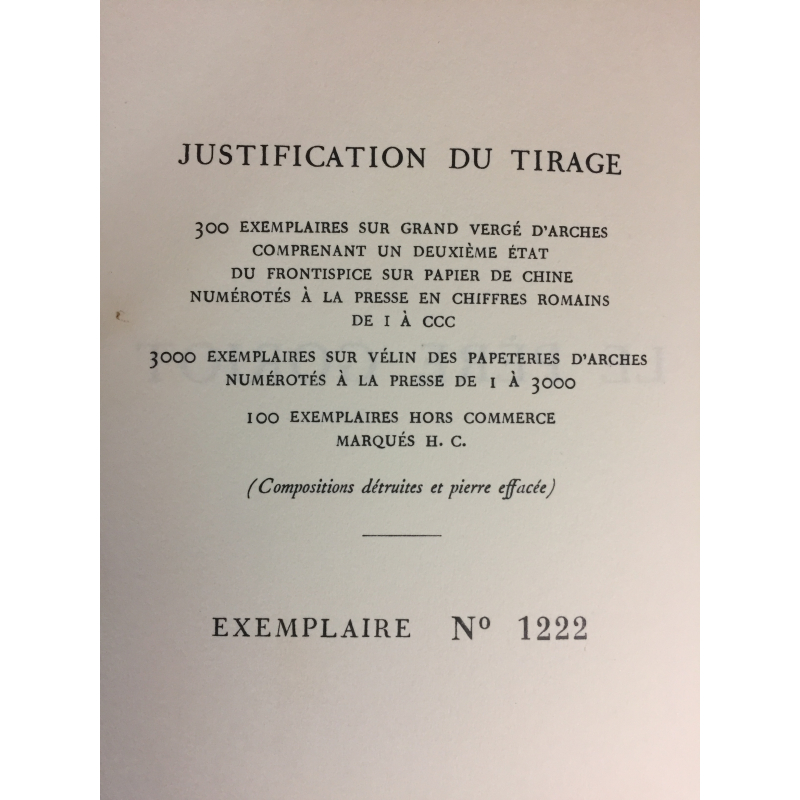 JUSTIFICATION DU TIRAGE
300 EXEMPLAIRES SUR GRAND VERGÉ D'ARCHES
COMPRENANT UN DEUXIÈME ÉTAT
DU FRONTISPICE SUR PAPIER DE CHINE
NUMÉROTÉS À LA PRESSE EN CHIFFRES ROMAINS
DE I À CCC
3000 EXEMPLAIRES SUR VÉLIN DES PAPETERIES D'ARCHES
NUMÉROTÉS À LA PRESSE DE 1 À 3000
100 EXEMPLAIRES HORS COMMERCE
MARQUÉS H. C.
(Compositions détruites et pierre effacée)
EXEMPLAIRE Nº 1222